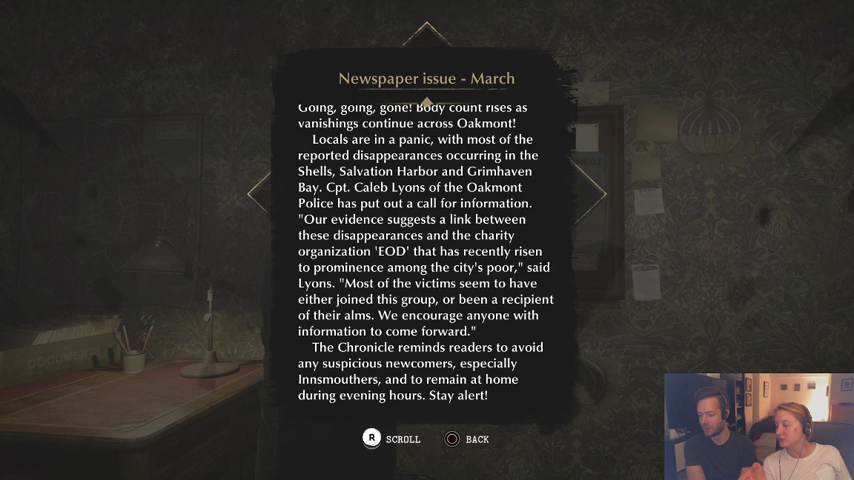 Newspaper issue - March
Going, going, gone! Body count rises as
vanishings continue across Oakmont!
Locals are in a panic, with most of the
reported disappearances occurring in the
Shells, Salvation Harbor and Grimhaven
Bay. Cpt. Caleb Lyons of the Oakmont
Police has put out a call for information.
"Our evidence suggests a link between
these disappearances and the charity
organization 'EOD' that has recently risen
to prominence among the city's poor," said
Lyons. "Most of the victims seem to have
either joined this group, or been a recipient
of their alms. We encourage anyone with
information to come forward."
The Chronicle reminds readers to avoid
any suspicious newcomers, especially
Innsmouthers, and to remain at home
during evening hours. Stay alert!
R SCROLL BACK